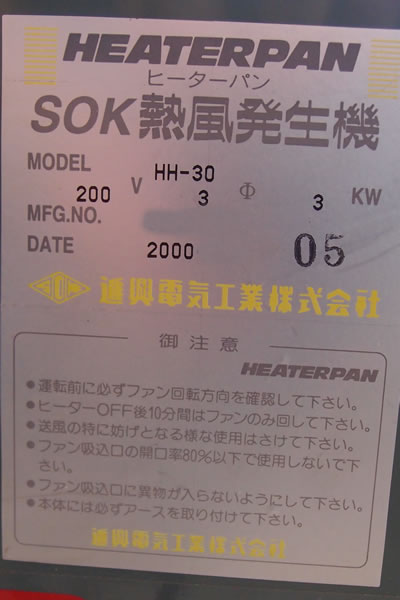 HEATERPAN
ヒーターパン
SOK熱風発生機
MODEL HH-30
200 V 3 Φ 3 KW
MFG.NO.
DATE 2000 05
SOK 進興電気工業株式会社
御注意
HEATERPAN
●運転前に必ずファン回転方向を確認して下さい。
●ヒーターOFF後10分間はファンのみ回して下さい。
●送風の特に妨げとなる様な使用はさけて下さい。
●ファン吸込口の開口率80%以下で使用しないで下
さい。
●ファン吸込口に異物が入らないようにして下さい。
●本体には必ずアースを取り付けて下さい。
進興電気工業株式会社